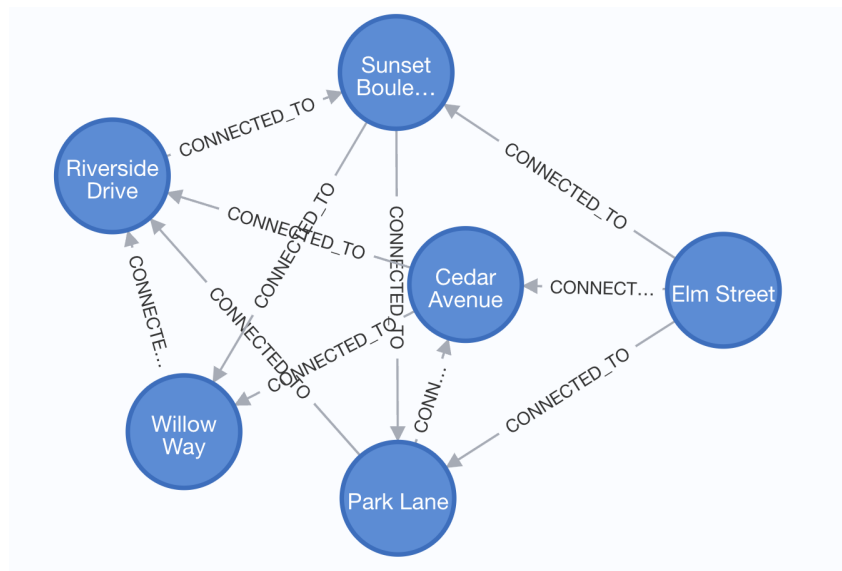 Sunset
Boule...
CONNECTED_TO
CONNECTED_TO
Riverside
Drive
CONNECTED_TO
CONNECTED_TO
CONNECTED_TO
Cedar
Avenue
CONNECT...
Elm Street
CONNECTE...
CONNECTED_TO
CONNECTED_TO
CONN...
CONNECTED_TO
Willow
Way
Park Lane